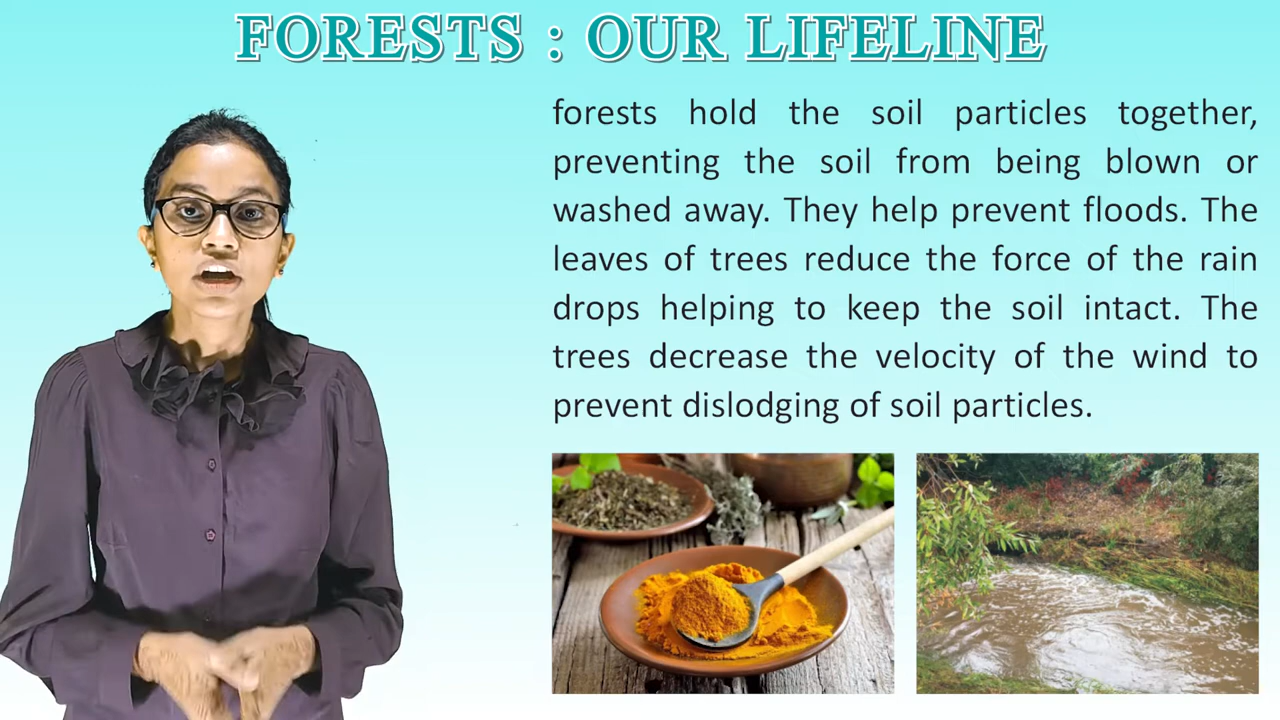 FORESTS : OUR LIFELINE
forests hold the soil particles together,
preventing the soil from being blown or
washed away. They help prevent floods. The
leaves of trees reduce the force of the rain
drops helping to keep the soil intact. The
trees decrease the velocity of the wind to
prevent dislodging of soil particles.